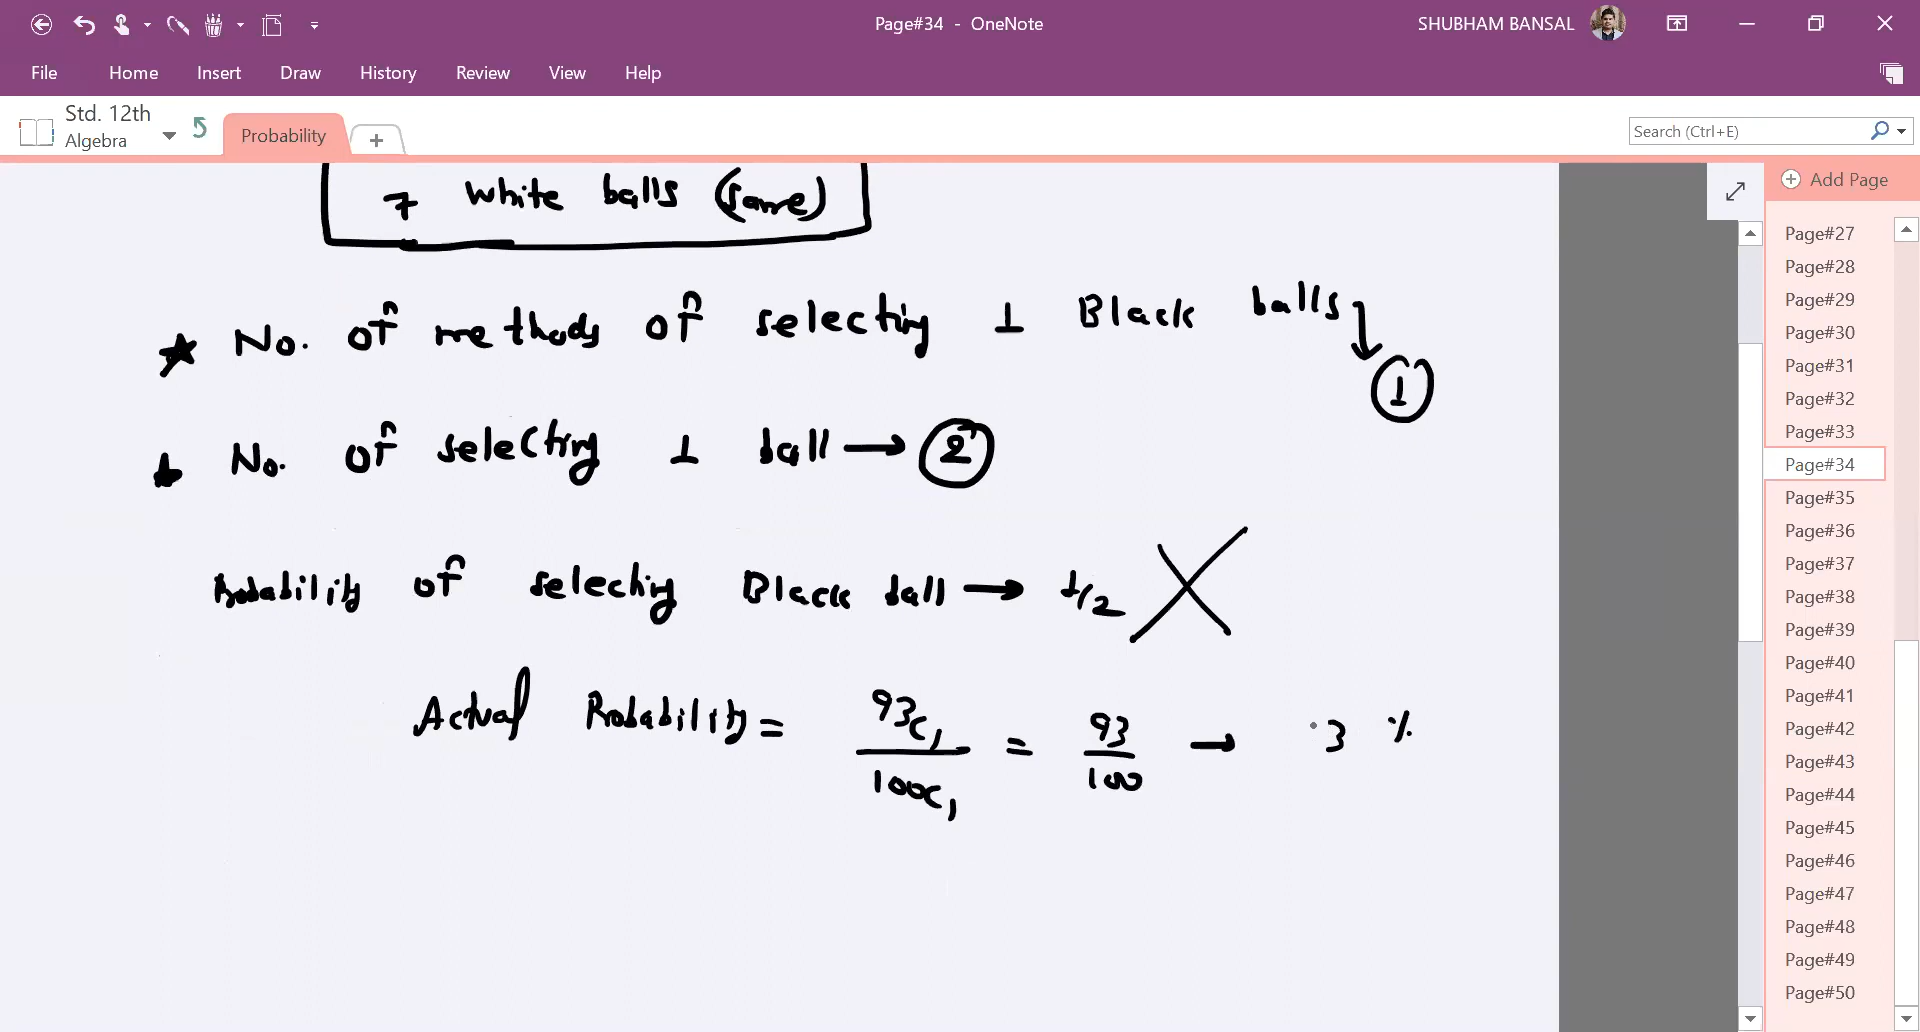 Page#34 - OneNote
SHUBHAM BANSAL
File Home Insert Draw History Review View Help
Std. 12th
Algebra
Probability
+
Search (Ctrl+E)
Add Page
7 white balls (same)
* No. of methods of selecting 1 Black balls
1
* No. of selecting 1 ball → 2
Probability of selecting Black ball → 1/2 X
Actual Probability = 93C1/100C1 = 93/100 → 3 %
Page#27
Page#28
Page#29
Page#30
Page#31
Page#32
Page#33
Page#34
Page#35
Page#36
Page#37
Page#38
Page#39
Page#40
Page#41
Page#42
Page#43
Page#44
Page#45
Page#46
Page#47
Page#48
Page#49
Page#50